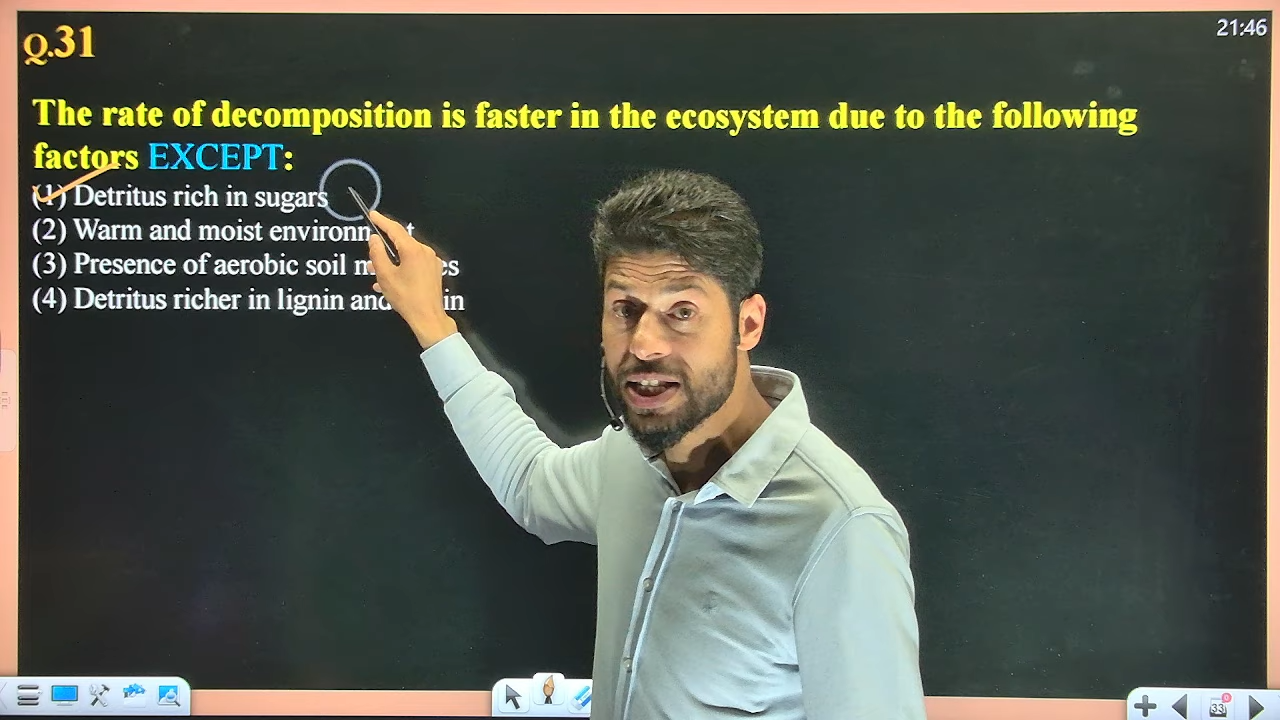 Q.31
21:46
The rate of decomposition is faster in the ecosystem due to the following
factors EXCEPT:
(1) Detritus rich in sugars
(2) Warm and moist
(3) Presence of aerobic soil
(4) Detritus richer in lignin and
33